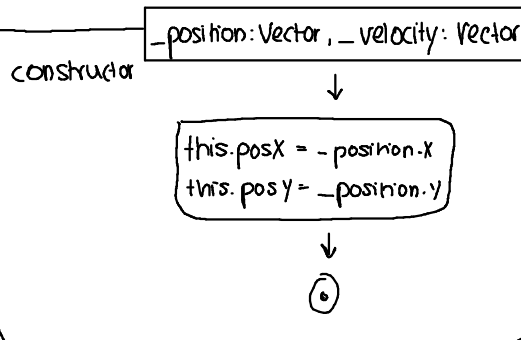 _position: Vector, _velocity: Vector
constructor
this.posX = _position.X
this.posY = _position.y